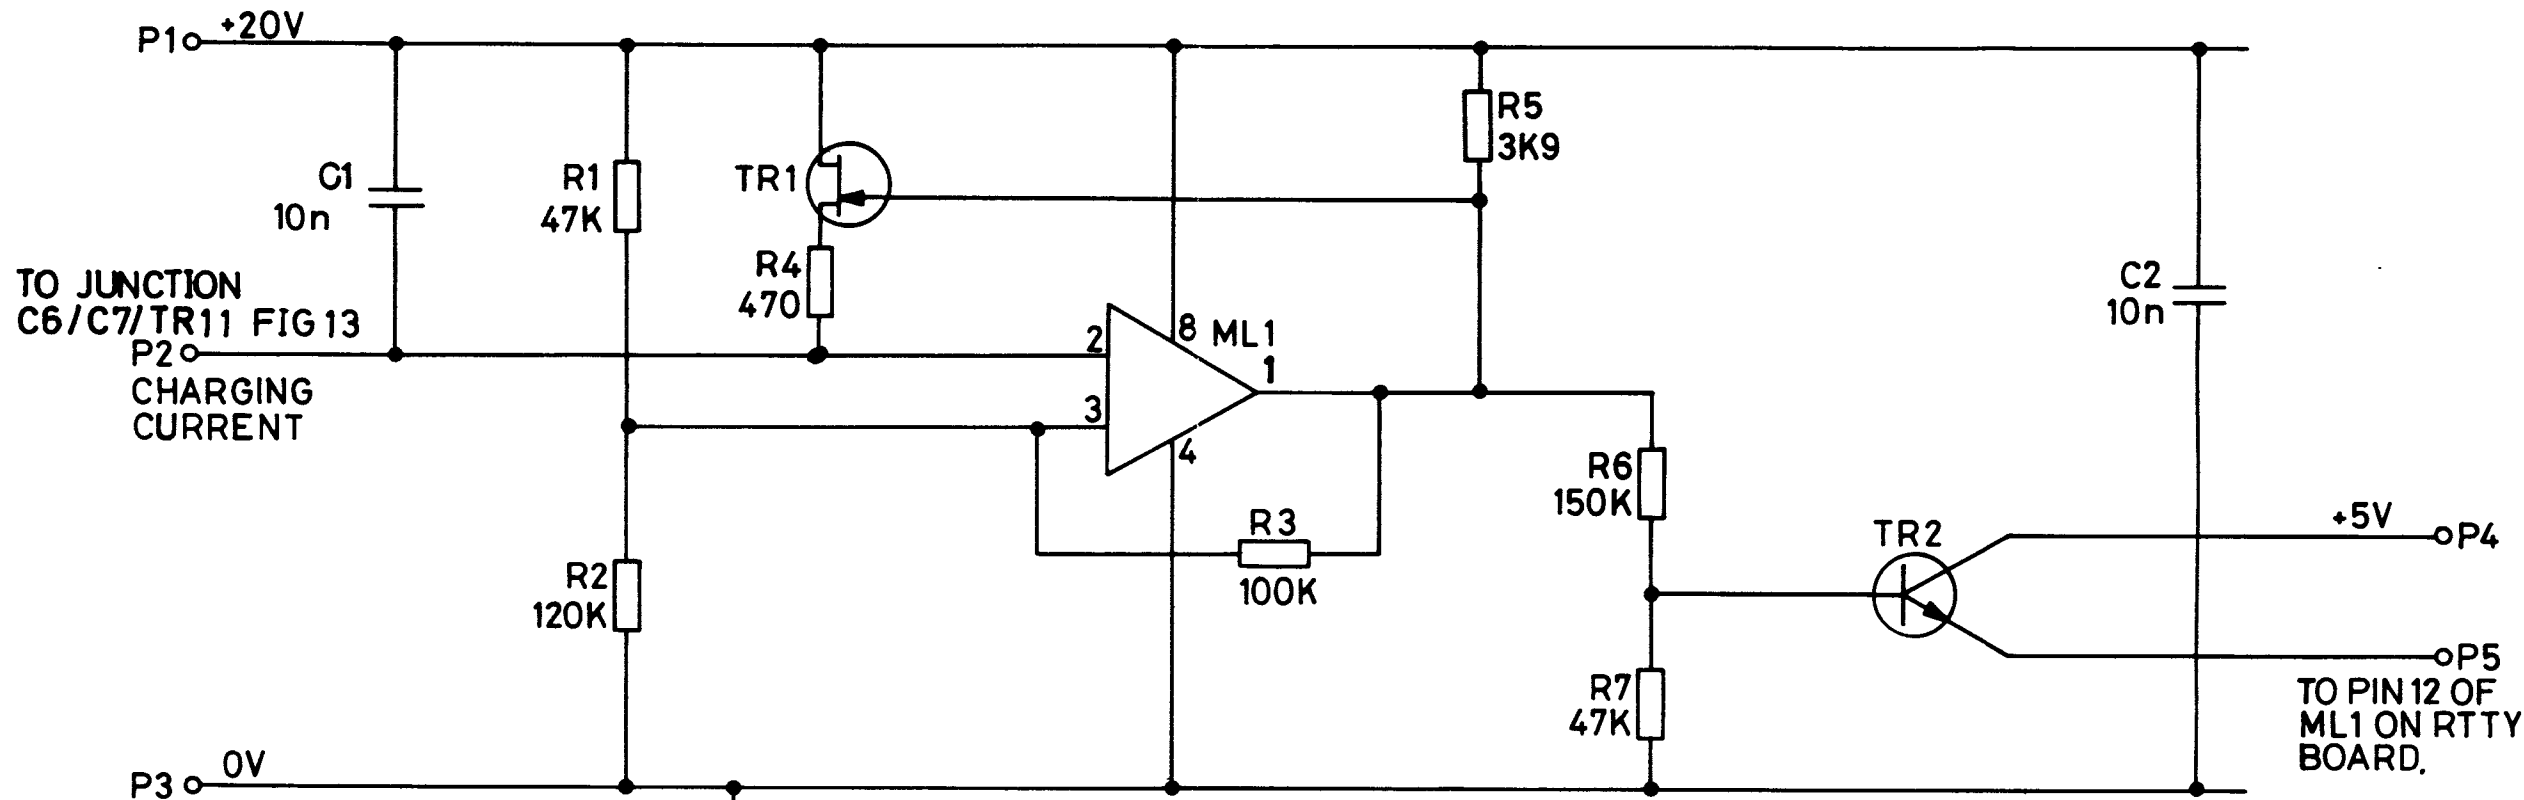 P1 +20V
C1
10n
R1
47K
TR1
R5
3K9
R4
470
TO JUNCTION
C6/C7/TR11 FIG 13
P2
CHARGING
CURRENT
2
8 ML1
1
3
4
C2
10n
R6
150K
R3
100K
R2
120K
TR2
+5V
P4
P5
TO PIN 12 OF
ML1 ON RTTY
BOARD.
R7
47K
P3 0V